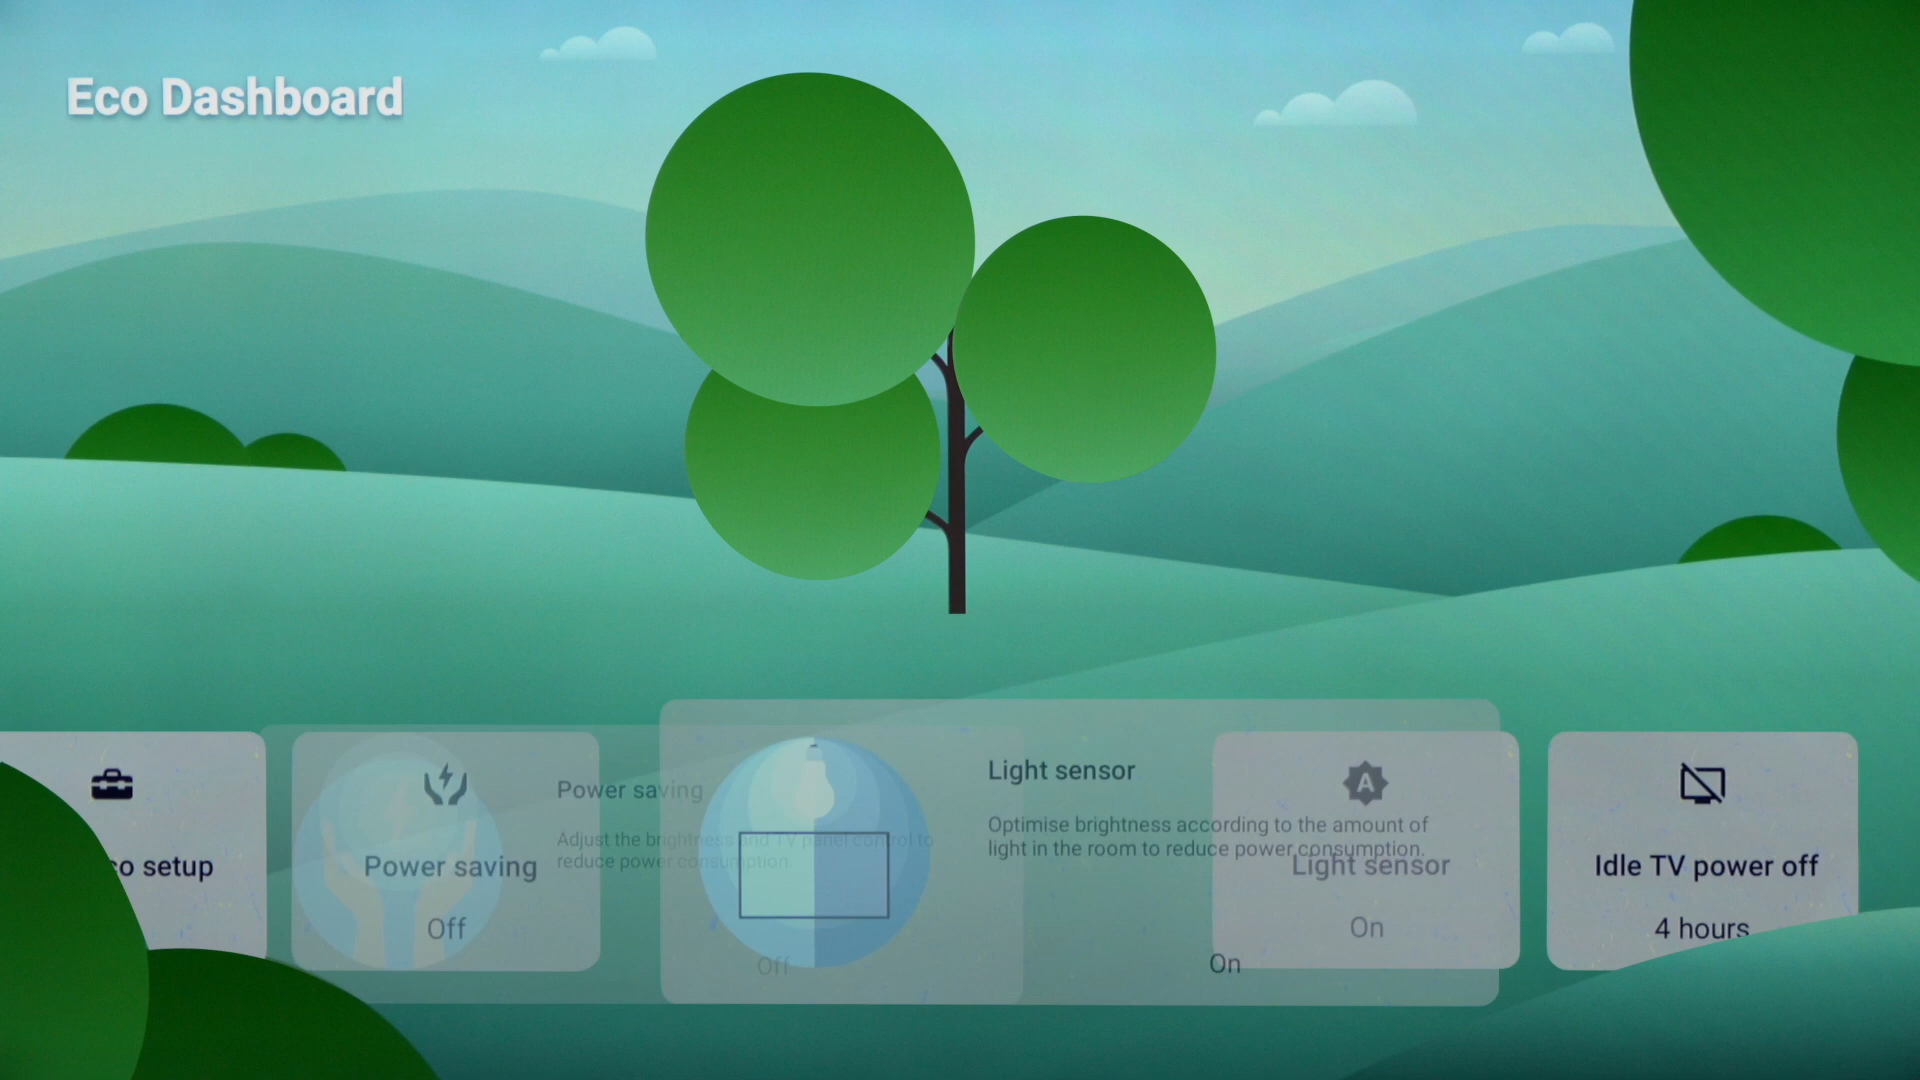 Eco Dashboard
co setup
Power saving
Off
Power saving
Adjust the brightness and TV panel control to
reduce power consumption.
Off
Light sensor
Optimise brightness according to the amount of
light in the room to reduce power consumption.
On
Light sensor
On
Idle TV power off
4 hours